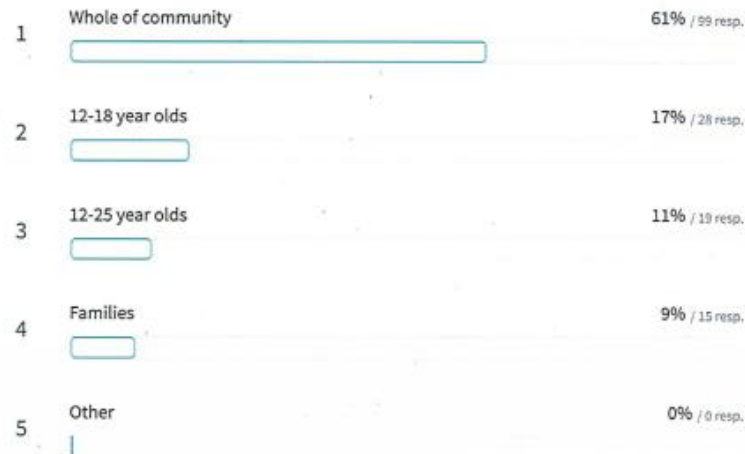 1 Whole of community 61% / 99 resp.
2 12-18 year olds 17% / 28 resp.
3 12-25 year olds 11% / 19 resp.
4 Families 9% / 15 resp.
5 Other 0% / 0 resp.